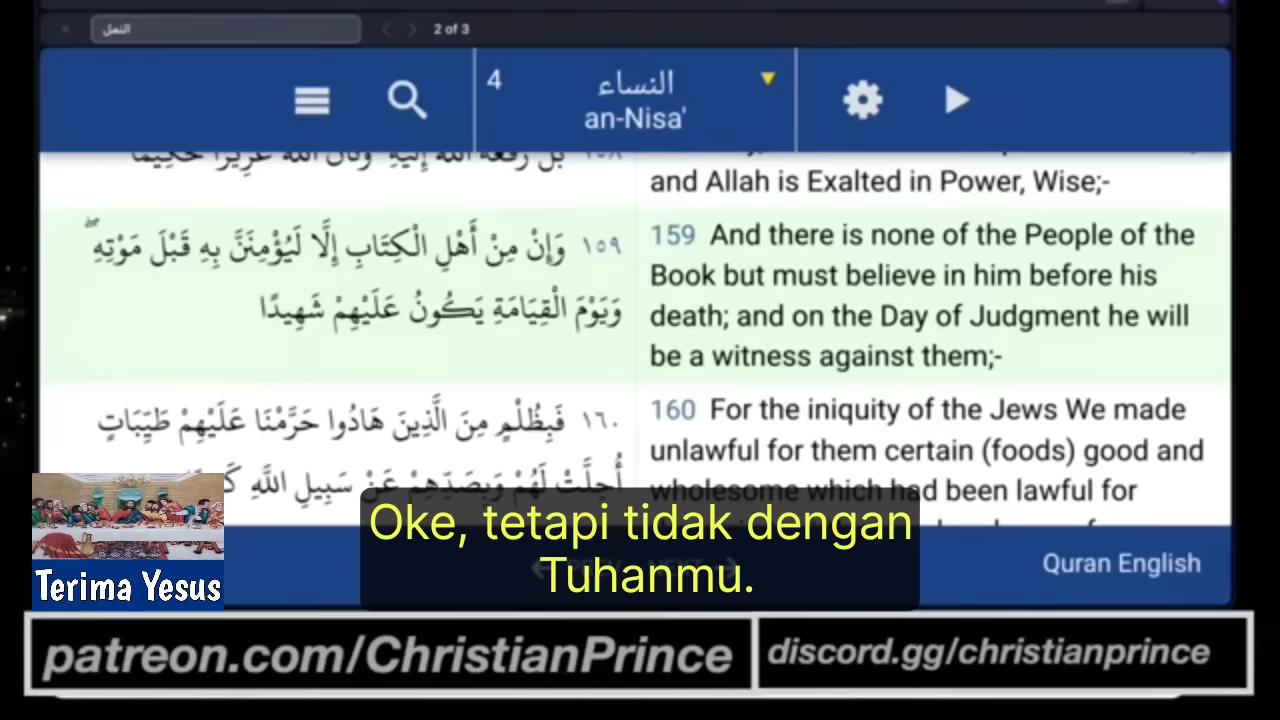 النمل
2 of 3
4
النساء
an-Nisa'
and Allah is Exalted in Power, Wise;-
١٥٩ وَإِنْ مِنْ أَهْلِ الْكِتَابِ إِلَّا لَيُؤْمِنَنَّ بِهِ قَبْلَ مَوْتِهِ ۖ
وَيَوْمَ الْقِيَامَةِ يَكُونُ عَلَيْهِمْ شَهِيدًا
159 And there is none of the People of the
Book but must believe in him before his
death; and on the Day of Judgment he will
be a witness against them;-
١٦٠ فَبِظُلْمٍ مِنَ الَّذِينَ هَادُوا حَرَّمْنَا عَلَيْهِمْ طَيِّبَاتٍ
أُحِلَّتْ لَهُمْ وَبِصَدِّهِمْ عَنْ سَبِيلِ اللَّهِ
160 For the iniquity of the Jews We made
unlawful for them certain (foods) good and
wholesome which had been lawful for
Oke, tetapi tidak dengan
Tuhanmu.
Quran English
Terima Yesus
patreon.com/ChristianPrince
discord.gg/christianprince